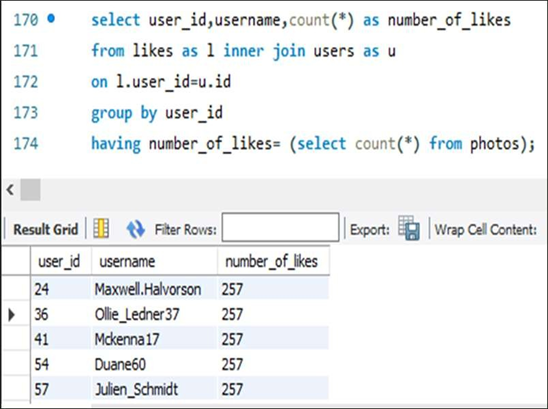 170 select user_id,username,count(*) as number_of_likes
171 from likes as l inner join users as u
172 on l.user_id=u.id
173 group by user_id
174 having number_of_likes= (select count(*) from photos);
Result Grid Filter Rows: Export: Wrap Cell Content:
user_id username number_of_likes
24 Maxwell.Halvorson 257
36 Ollie_Ledner37 257
41 Mckenna17 257
54 Duane60 257
57 Julien_Schmidt 257